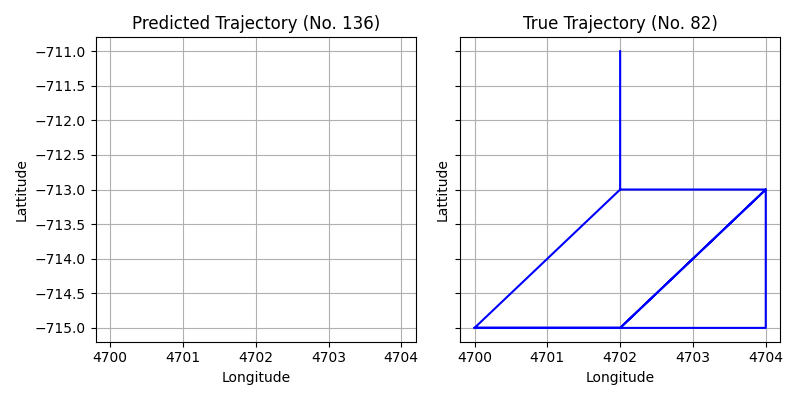 Predicted Trajectory (No. 136)
True Trajectory (No. 82)
−711.0
−711.5
−712.0
−712.5
−713.0
−713.5
−714.0
−714.5
−715.0
Lattitude
Lattitude
4700 4701 4702 4703 4704
4700 4701 4702 4703 4704
Longitude
Longitude